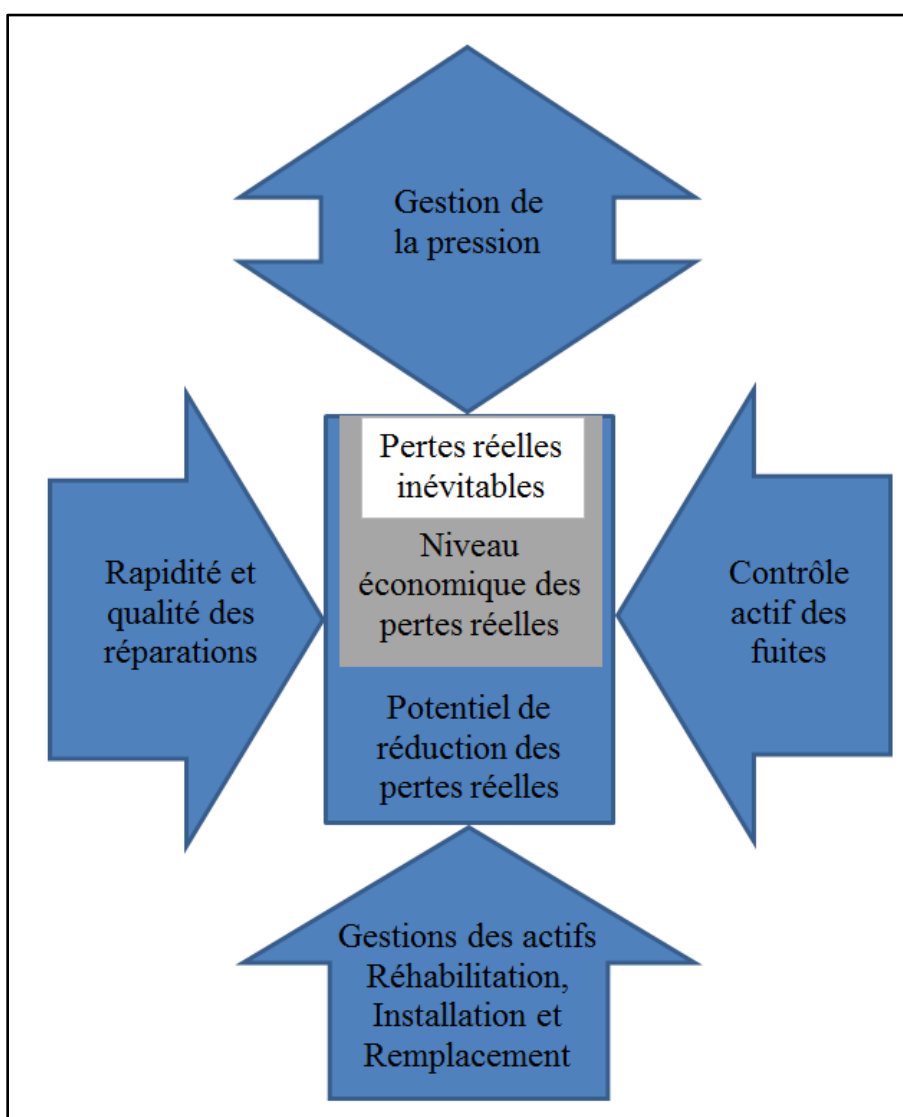 Gestion de
la pression
Pertes réelles
inévitables
Niveau
économique des
pertes réelles
Potentiel de
réduction des
pertes réelles
Rapidité et
qualité des
réparations
Contrôle
actif des
fuites
Gestions des actifs
Réhabilitation,
Installation et
Remplacement